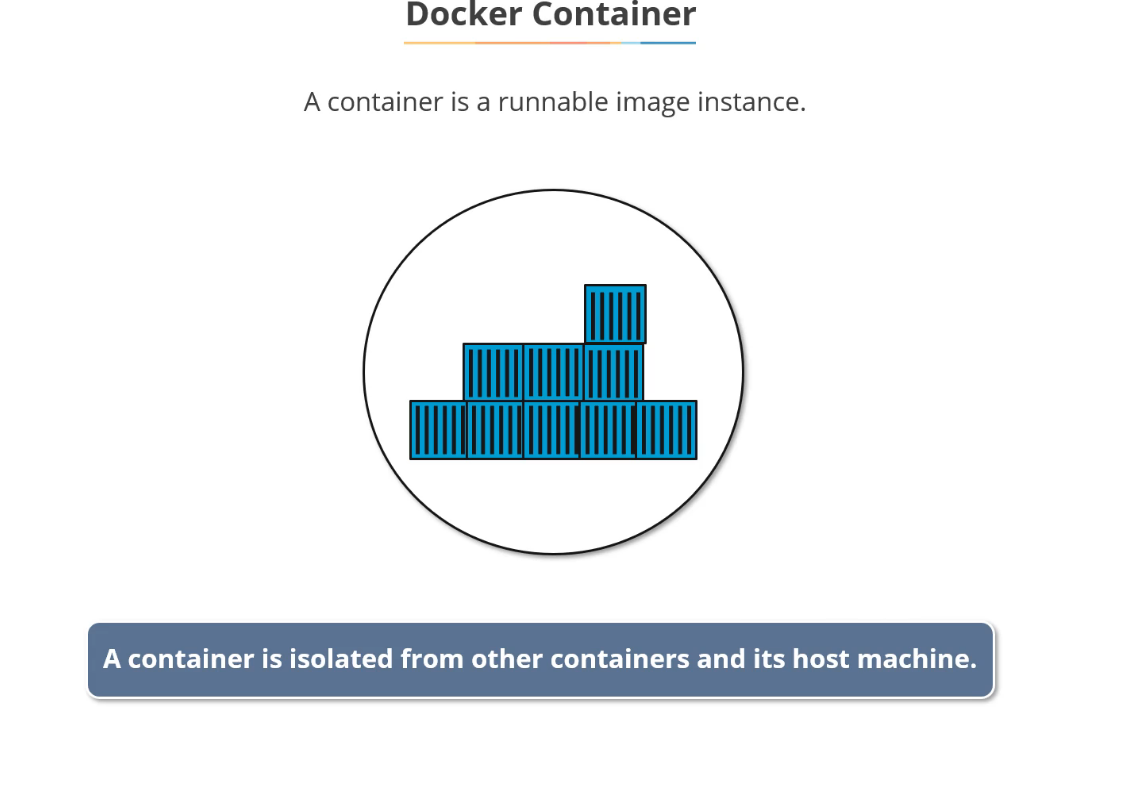 Docker Container
A container is a runnable image instance.
A container is isolated from other containers and its host machine.